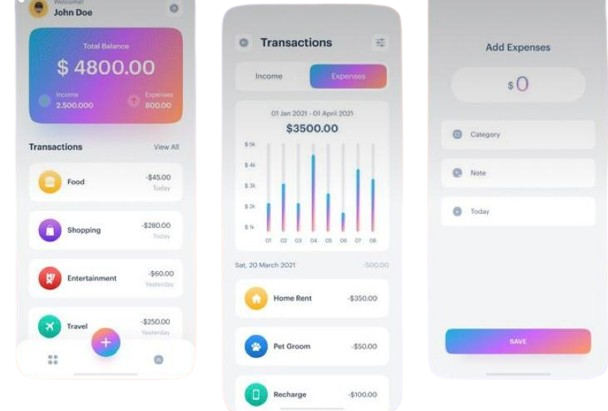 Welcome!
John Doe
Total Balance
$ 4800.00
Income
2.500.000
Expenses
800.00
Transactions
View All
Food
-$45.00
Today
Shopping
-$280.00
Today
Entertainment
-$60.00
Yesterday
Travel
-$250.00
Yesterday
+
Transactions
Income
Expenses
01 Jan 2021 - 01 April 2021
$3500.00
$ 5k
$ 4k
$ 3k
$ 2k
$ 1k
01 02 03 04 05 06 07 08
Sat, 20 March 2021
-500.00
Home Rent
-$350.00
Pet Groom
-$50.00
Recharge
-$100.00
Add Expenses
$ 0
Category
Note
Today
SAVE